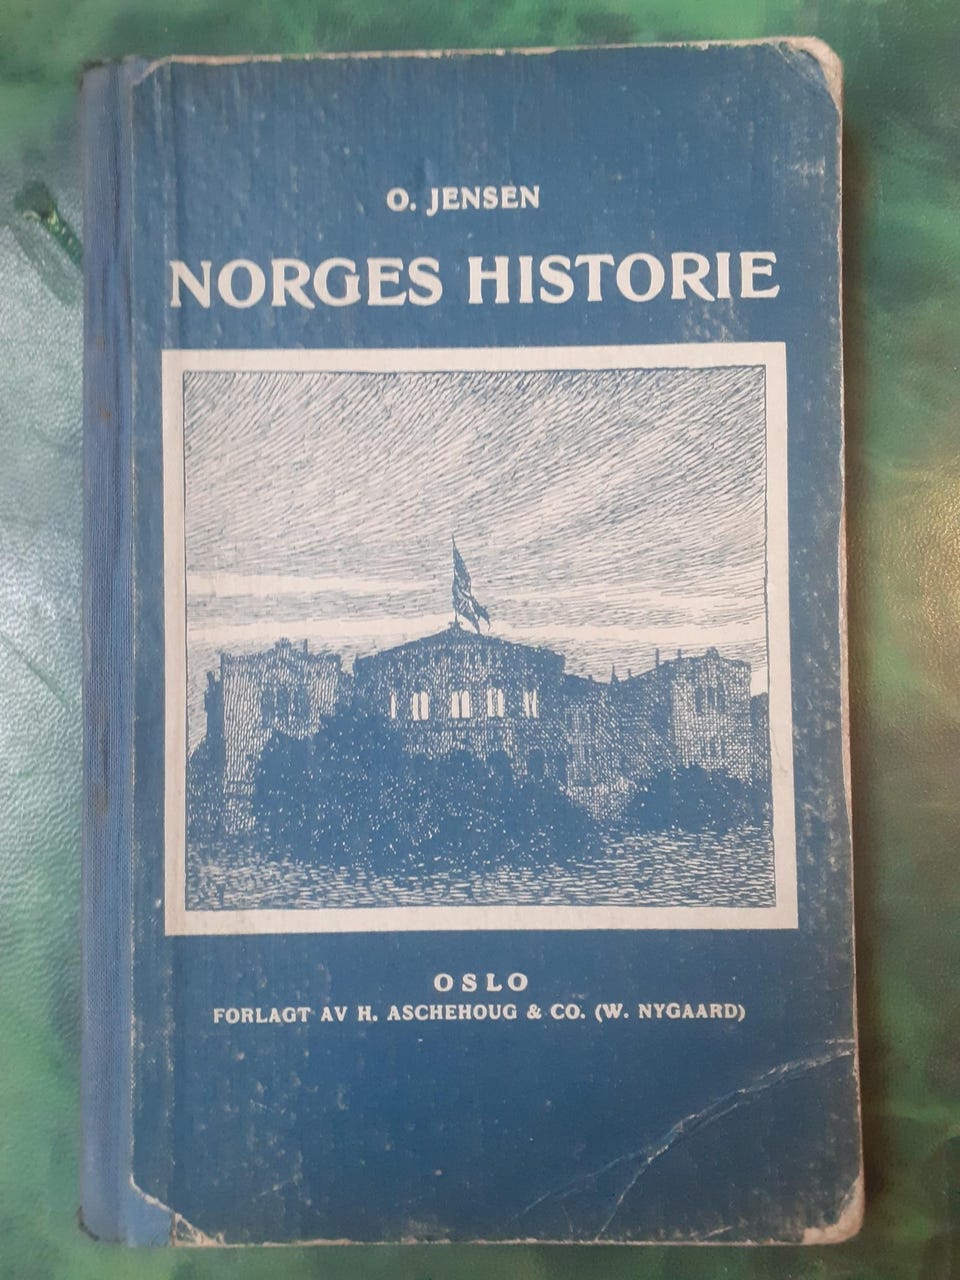 O. JENSEN
NORGES HISTORIE
OSLO
FORLAGT AV H. ASCHEHOUG & CO. (W. NYGAARD)